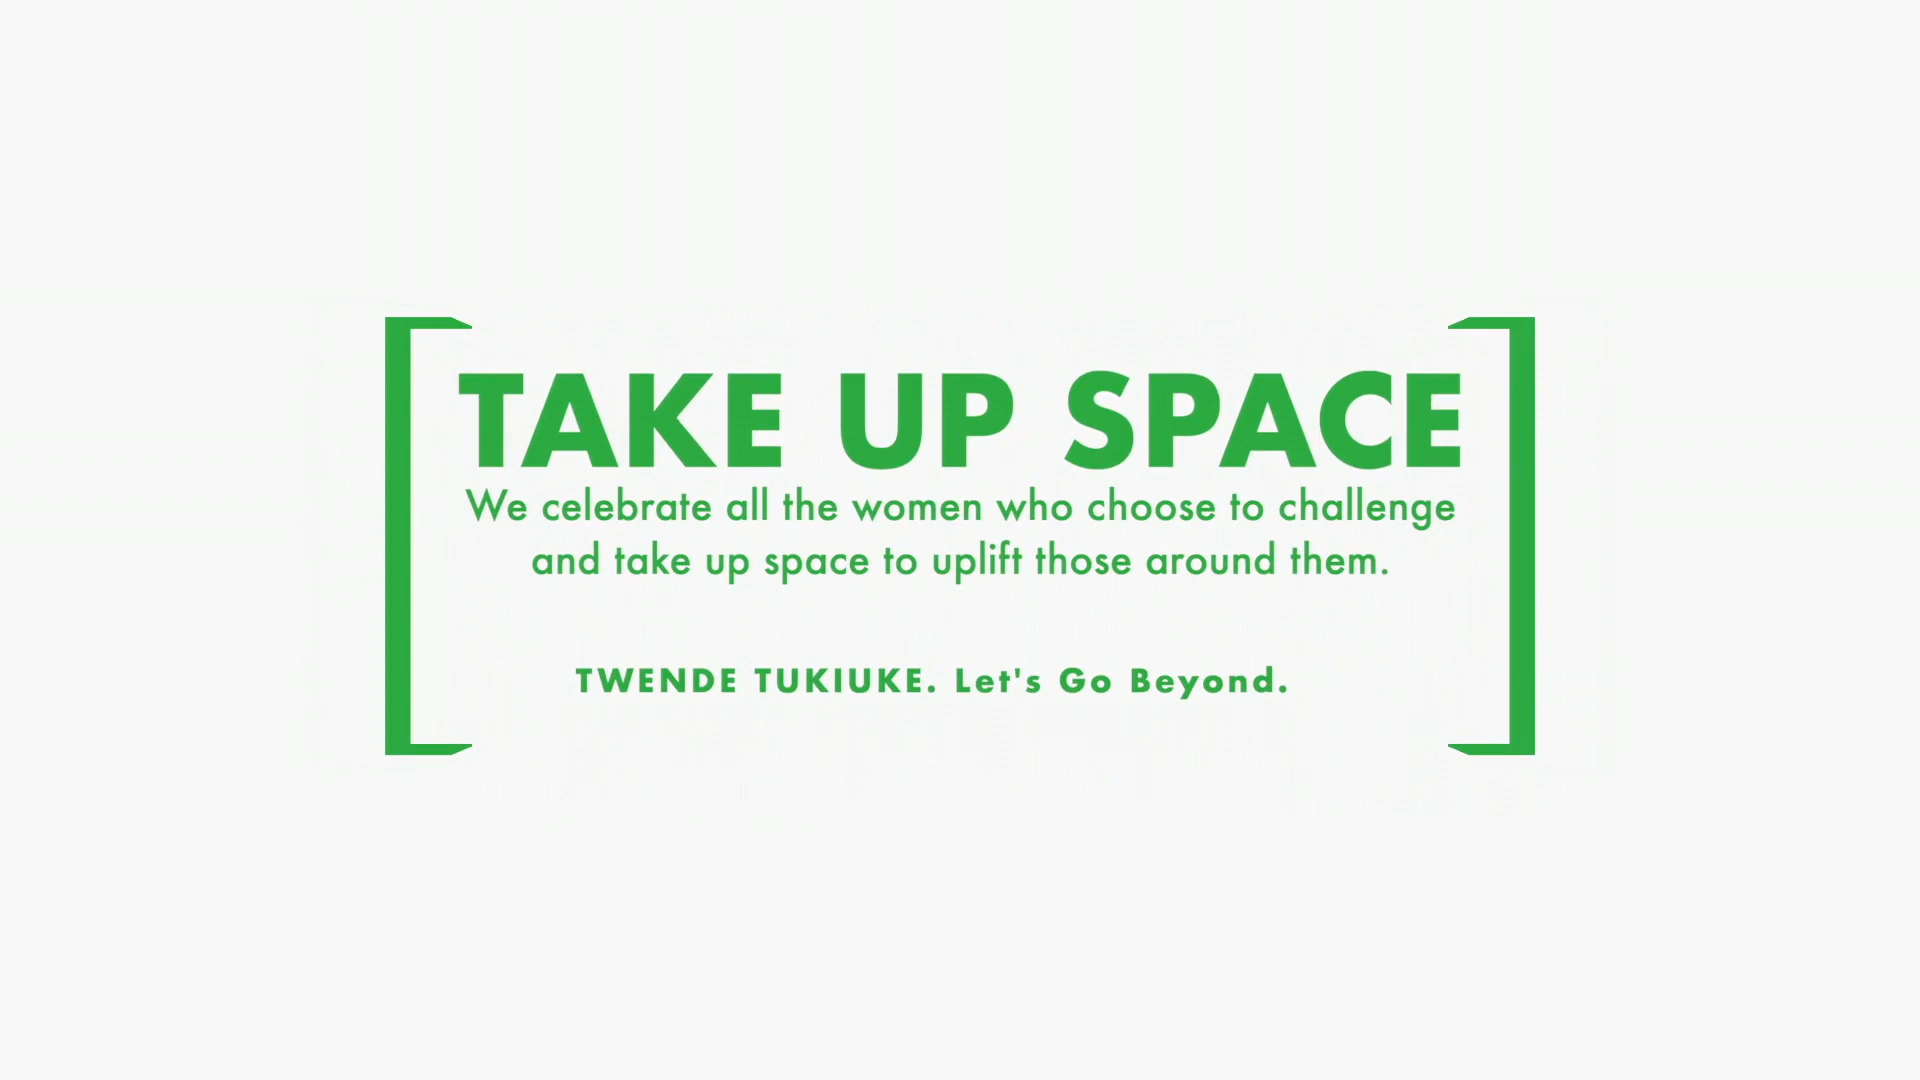 TAKE UP SPACE
We celebrate all the women who choose to challenge
and take up space to uplift those around them.
TWENDE TUKIUKE. Let's Go Beyond.